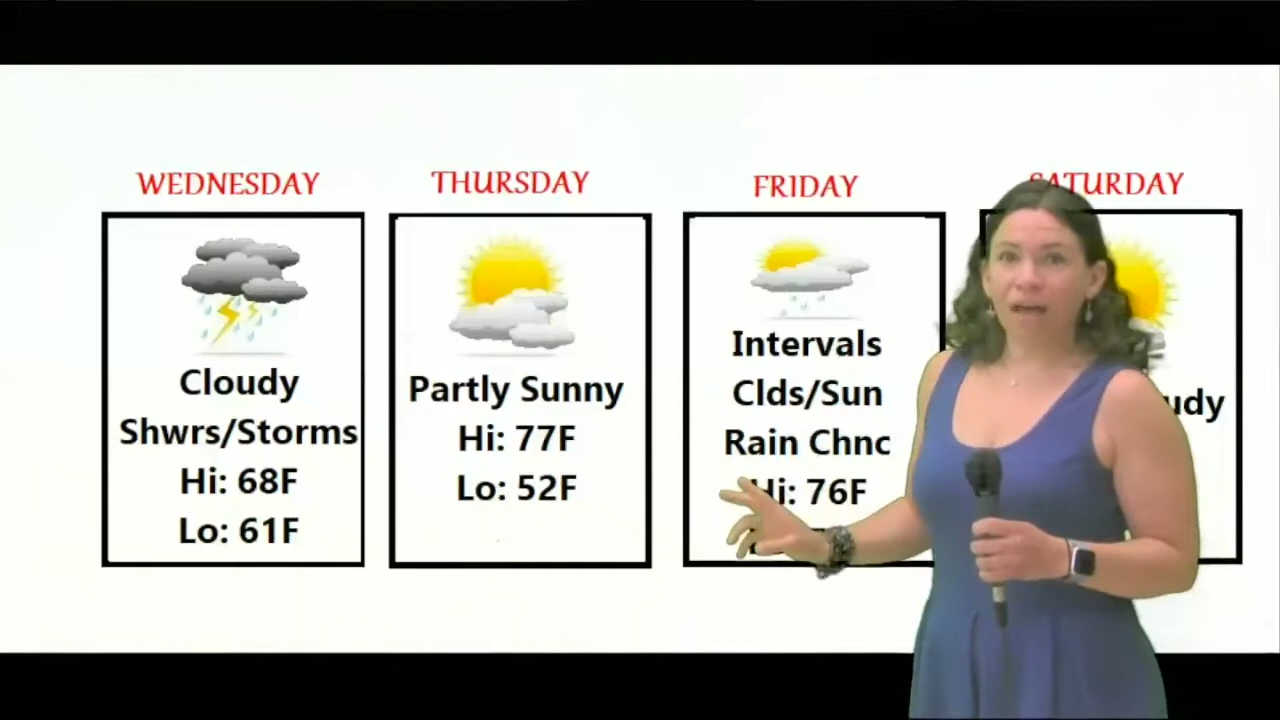 WEDNESDAY
Cloudy
Shwrs/Storms
Hi: 68F
Lo: 61F
THURSDAY
Partly Sunny
Hi: 77F
Lo: 52F
FRIDAY
Intervals
Clds/Sun
Rain Chnc
Hi: 76F
SATURDAY